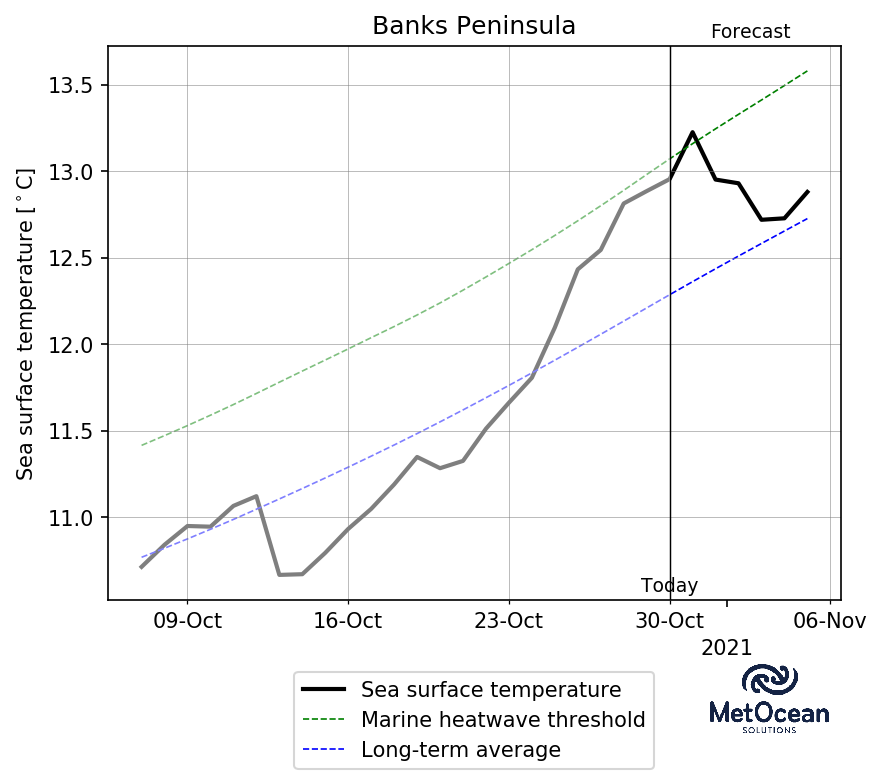 Banks Peninsula
Forecast
Sea surface temperature [°C]
13.5
13.0
12.5
12.0
11.5
11.0
Today
09-Oct 16-Oct 23-Oct 30-Oct 06-Nov
2021
Sea surface temperature
Marine heatwave threshold
Long-term average
MetOcean
SOLUTIONS